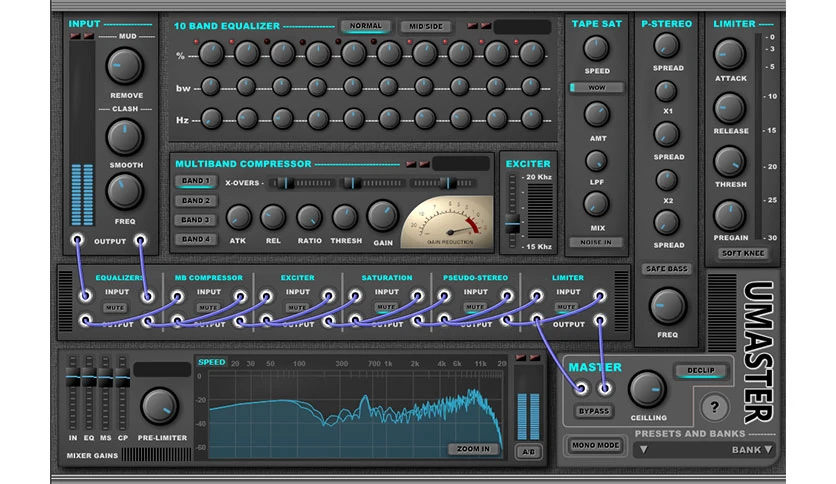 INPUT
MUD
REMOVE
CLASH
SMOOTH
FREQ
OUTPUT
10 BAND EQUALIZER
NORMAL
MID/SIDE
%
bw
Hz
MULTIBAND COMPRESSOR
BAND 1
X-OVERS -
BAND 2
BAND 3
BAND 4
ATK
REL
RATIO
THRESH
GAIN
GAIN REDUCTION
EXCITER
- 20 Khz
- 15 Khz
TAPE SAT
SPEED
WOW
AMT
LPF
MIX
NOISE IN
P-STEREO
SPREAD
X1
SPREAD
X2
SPREAD
SAFE BASS
FREQ
LIMITER
ATTACK
RELEASE
THRESH
PREGAIN
- 0
- 3
- 5
- 10
- 15
- 20
- 30
SOFT KNEE
EQUALIZERS MB COMPRESSOR EXCITER SATURATION PSEUDO-STEREO LIMITER
INPUT INPUT INPUT INPUT INPUT INPUT
MUTE MUTE MUTE MUTE MUTE MUTE
OUTPUT OUTPUT OUTPUT OUTPUT OUTPUT OUTPUT
IN EQ MS CP
PRE-LIMITER
MIXER GAINS
SPEED 20 30 50 100 300 700 1k 2k 4k 6k 11k 20
0
-20
-40
-60
ZOOM IN
A/B
MASTER
BYPASS
CEILLING
DECLIP
?
UMASTER
MONO MODE
PRESETS AND BANKS
BANK